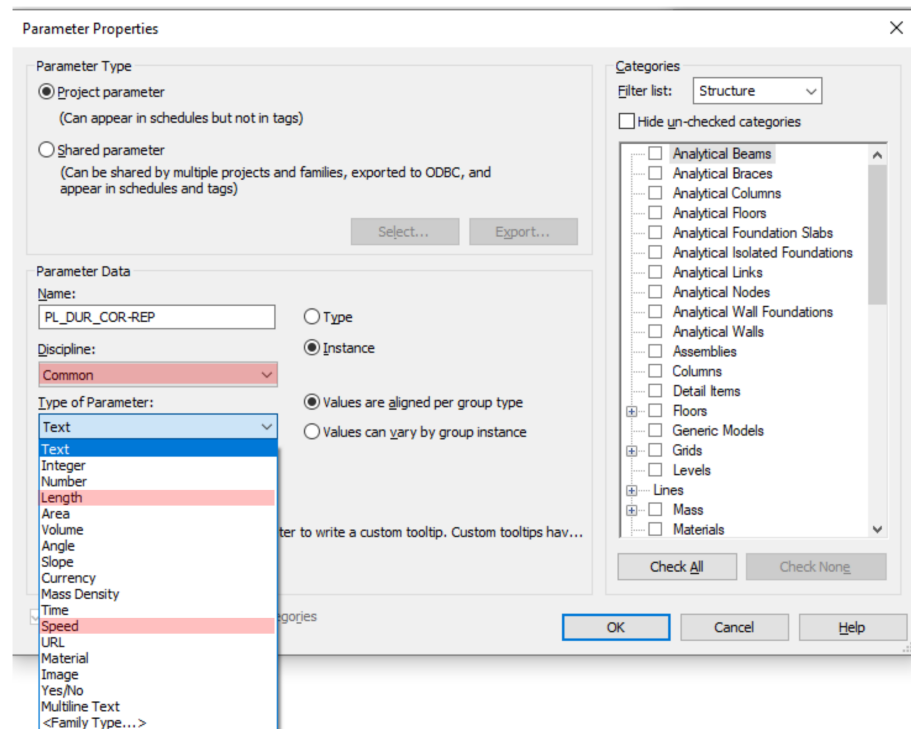 Parameter Properties
Parameter Type
Project parameter
(Can appear in schedules but not in tags)
Shared parameter
(Can be shared by multiple projects and families, exported to ODBC, and
appear in schedules and tags)
Select...
Export...
Parameter Data
Name:
PL_DUR_COR-REP
Type
Discipline:
Instance
Common
Type of Parameter:
Values are aligned per group type
Text
Values can vary by group instance
Text
Integer
Number
Length
Area
Volume
ter to write a custom tooltip. Custom tooltips hav...
Angle
Slope
Currency
Mass Density
Time
egories
Speed
URL
Material
Image
Yes/No
Multiline Text
<Family Type...>
Categories
Filter list:
Structure
Hide un-checked categories
Analytical Beams
Analytical Braces
Analytical Columns
Analytical Floors
Analytical Foundation Slabs
Analytical Isolated Foundations
Analytical Links
Analytical Nodes
Analytical Wall Foundations
Analytical Walls
Assemblies
Columns
Detail Items
Floors
Generic Models
Grids
Levels
Lines
Mass
Materials
Check All
Check None
OK
Cancel
Help